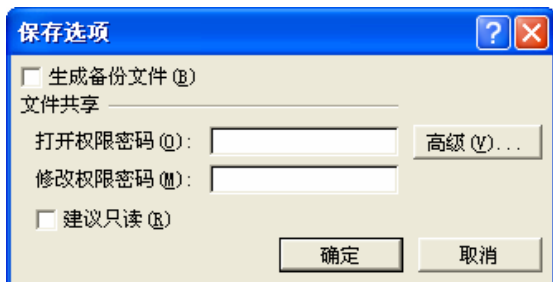 保存选项
生成备份文件(B)
文件共享
打开权限密码(O):
高级(V)...
修改权限密码(M):
建议只读(R)
确定
取消